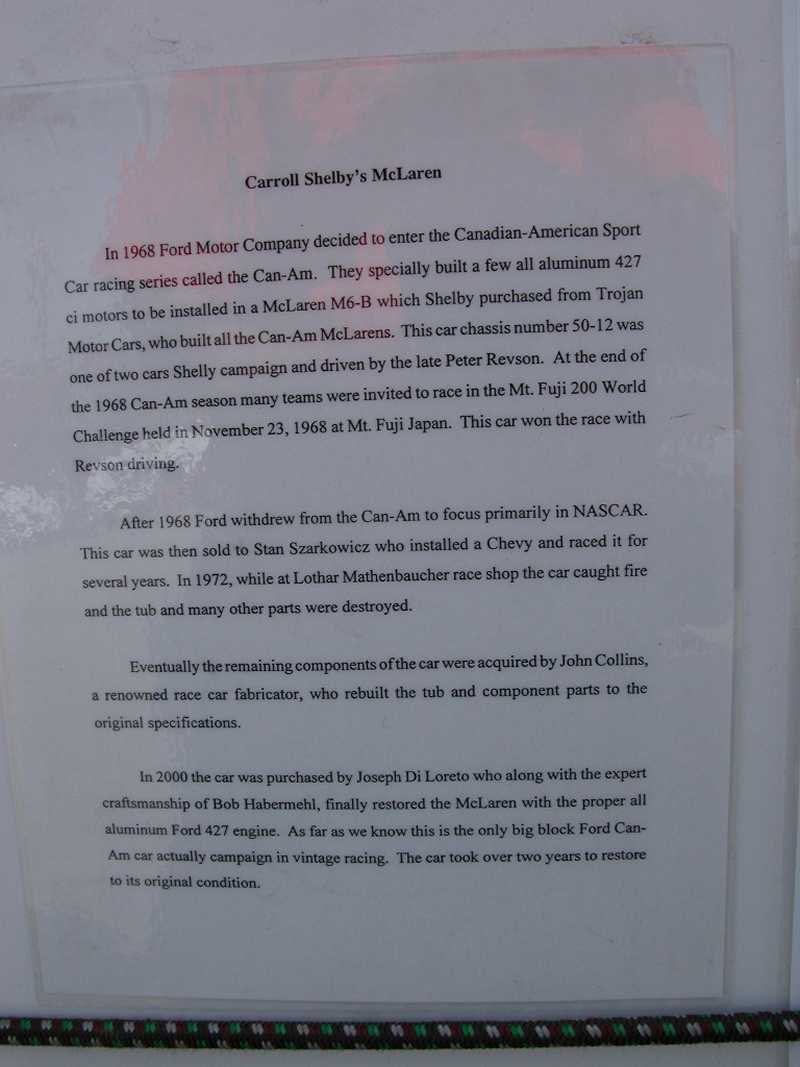 Carroll Shelby's McLaren
In 1968 Ford Motor Company decided to enter the Canadian-American Sport
Car racing series called the Can-Am. They specially built a few all aluminum 427
ci motors to be installed in a McLaren M6-B which Shelby purchased from Trojan
Motor Cars, who built all the Can-Am McLarens. This car chassis number 50-12 was
one of two cars Shelly campaign and driven by the late Peter Revson. At the end of
the 1968 Can-Am season many teams were invited to race in the Mt. Fuji 200 World
Challenge held in November 23, 1968 at Mt. Fuji Japan. This car won the race with
Revson driving.
After 1968 Ford withdrew from the Can-Am to focus primarily in NASCAR.
This car was then sold to Stan Szarkowicz who installed a Chevy and raced it for
several years. In 1972, while at Lothar Mathenbaucher race shop the car caught fire
and the tub and many other parts were destroyed.
Eventually the remaining components of the car were acquired by John Collins,
a renowned race car fabricator, who rebuilt the tub and component parts to the
original specifications.
In 2000 the car was purchased by Joseph Di Loreto who along with the expert
craftsmanship of Bob Habermehl, finally restored the McLaren with the proper all
aluminum Ford 427 engine. As far as we know this is the only big block Ford Can-
Am car actually campaign in vintage racing. The car took over two years to restore
to its original condition.